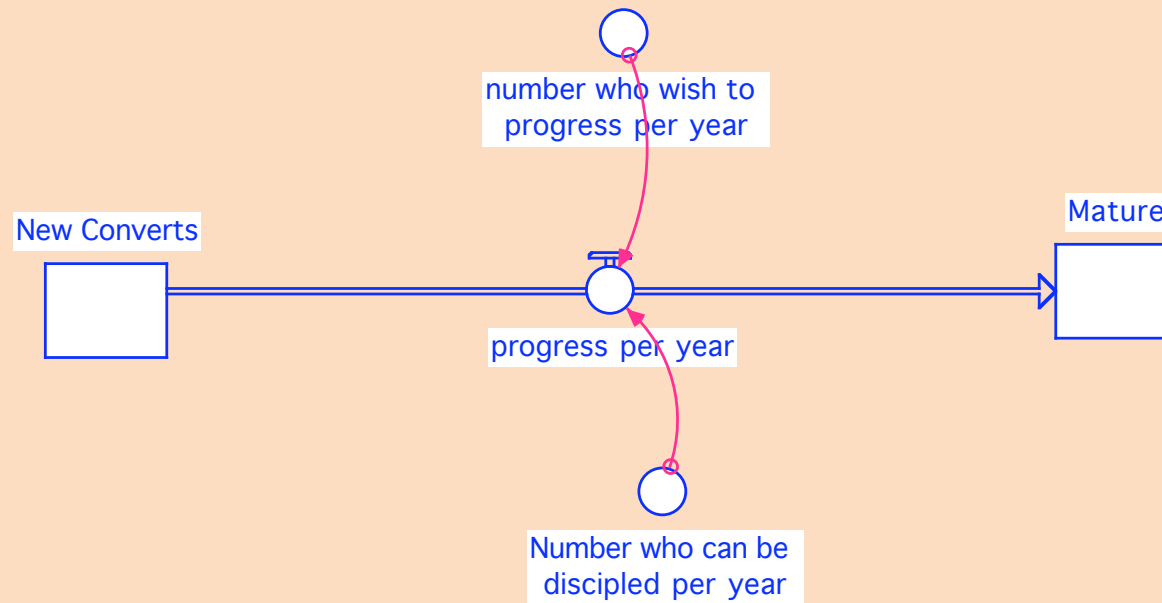 number who wish to
progress per year
New Converts
Mature
progress per year
Number who can be
discipled per year